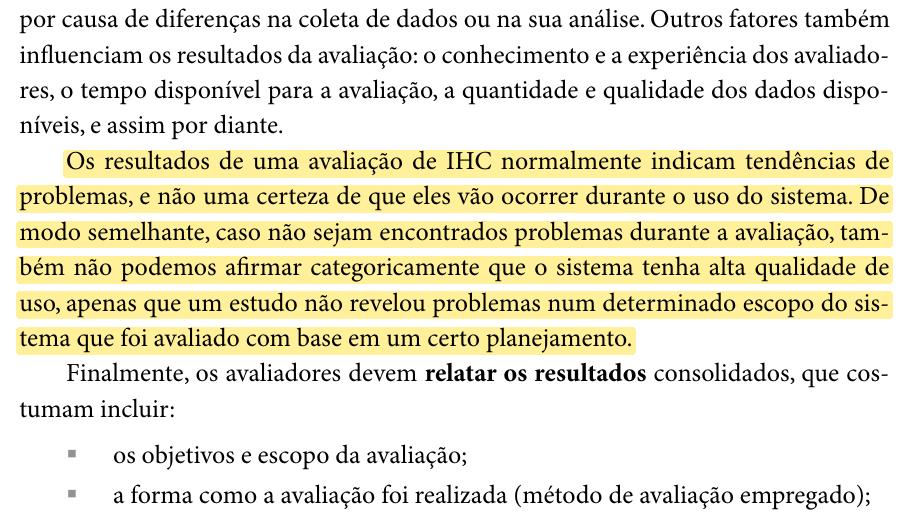 por causa de diferenças na coleta de dados ou na sua análise. Outros fatores também
influenciam os resultados da avaliação: o conhecimento e a experiência dos avaliado-
res, o tempo disponível para a avaliação, a quantidade e qualidade dos dados dispo-
níveis, e assim por diante.
Os resultados de uma avaliação de IHC normalmente indicam tendências de
problemas, e não uma certeza de que eles vão ocorrer durante o uso do sistema. De
modo semelhante, caso não sejam encontrados problemas durante a avaliação, tam-
bém não podemos afirmar categoricamente que o sistema tenha alta qualidade de
uso, apenas que um estudo não revelou problemas num determinado escopo do sis-
tema que foi avaliado com base em um certo planejamento.
Finalmente, os avaliadores devem relatar os resultados consolidados, que cos-
tumam incluir:
▪ os objetivos e escopo da avaliação;
▪ a forma como a avaliação foi realizada (método de avaliação empregado);